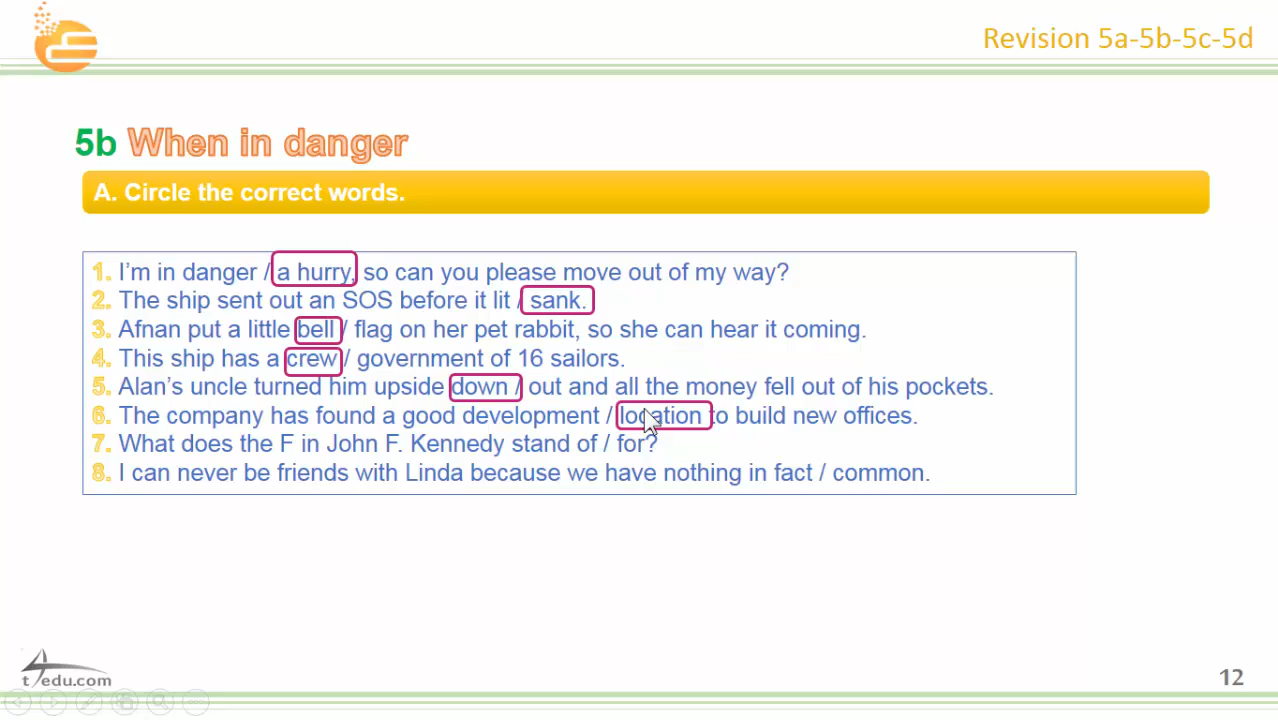 Revision 5a-5b-5c-5d
5b When in danger
A. Circle the correct words.
1. I'm in danger / a hurry, so can you please move out of my way?
2. The ship sent out an SOS before it lit / sank.
3. Afnan put a little bell / flag on her pet rabbit, so she can hear it coming.
4. This ship has a crew / government of 16 sailors.
5. Alan's uncle turned him upside down / out and all the money fell out of his pockets.
6. The company has found a good development / location to build new offices.
7. What does the F in John F. Kennedy stand of / for?
8. I can never be friends with Linda because we have nothing in fact / common.
t4edu.com
12